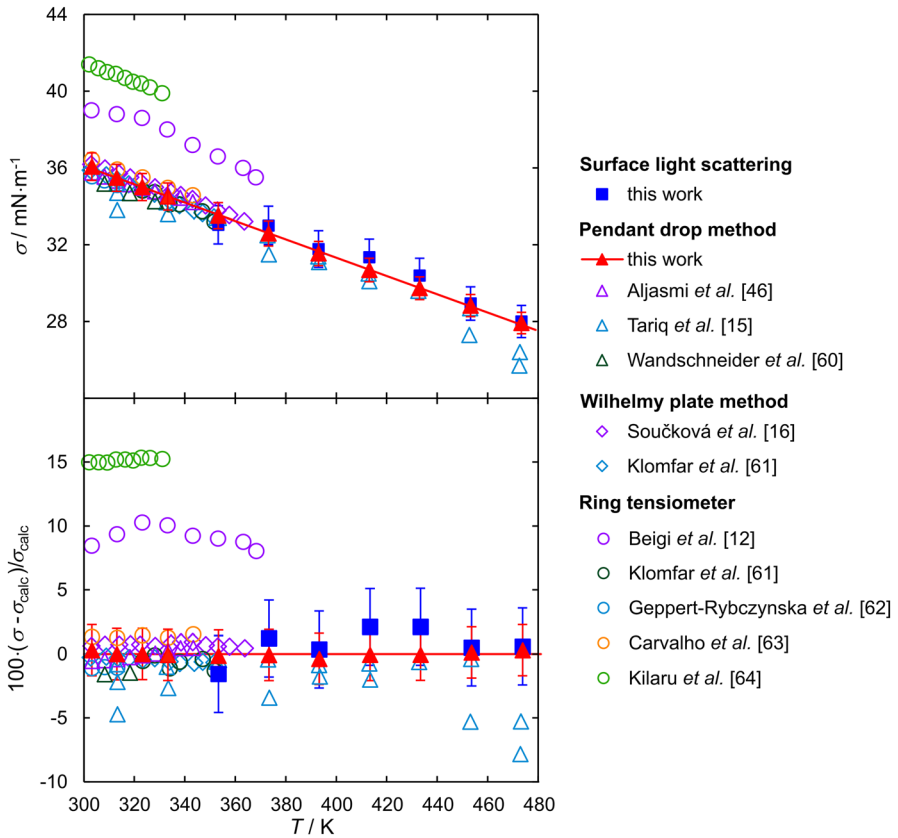 44
40
36
32
28
σ / mN·m⁻¹
15
10
5
0
-5
-10
100·(σ - σcalc)/σcalc
300 320 340 360 380 400 420 440 460 480
T / K
Surface light scattering
this work
Pendant drop method
this work
Aljasmi et al. [46]
Tariq et al. [15]
Wandschneider et al. [60]
Wilhelmy plate method
Součková et al. [16]
Klomfar et al. [61]
Ring tensiometer
Beigi et al. [12]
Klomfar et al. [61]
Geppert-Rybczynska et al. [62]
Carvalho et al. [63]
Kilaru et al. [64]